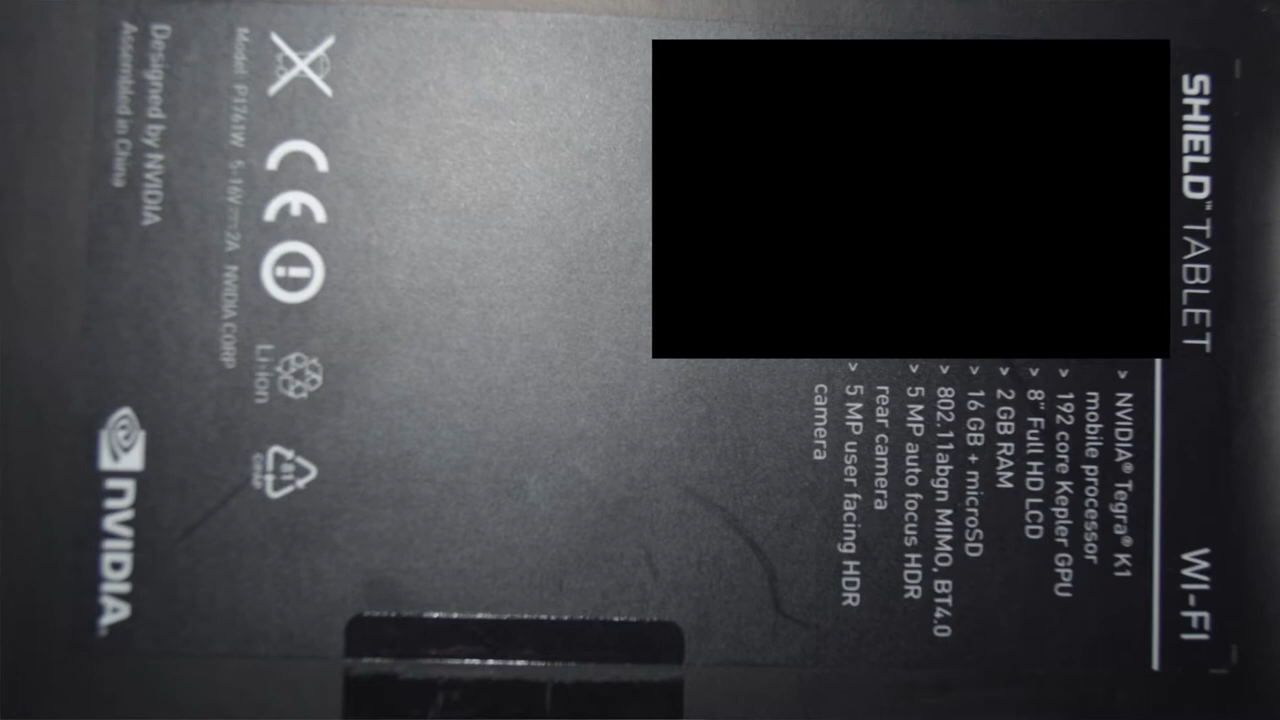 SHIELD™ TABLET WI-FI
> NVIDIA® Tegra® K1
mobile processor
> 192 core Kepler GPU
> 8" Full HD LCD
> 2 GB RAM
> 16 GB + microSD
> 802.11abgn MIMO, BT4.0
> 5 MP auto focus HDR
rear camera
> 5 MP user facing HDR
camera
Li-ion
81
Model P1761W 5-16V⎓2A NVIDIA CORP
Designed by NVIDIA
Assembled in China
NVIDIA